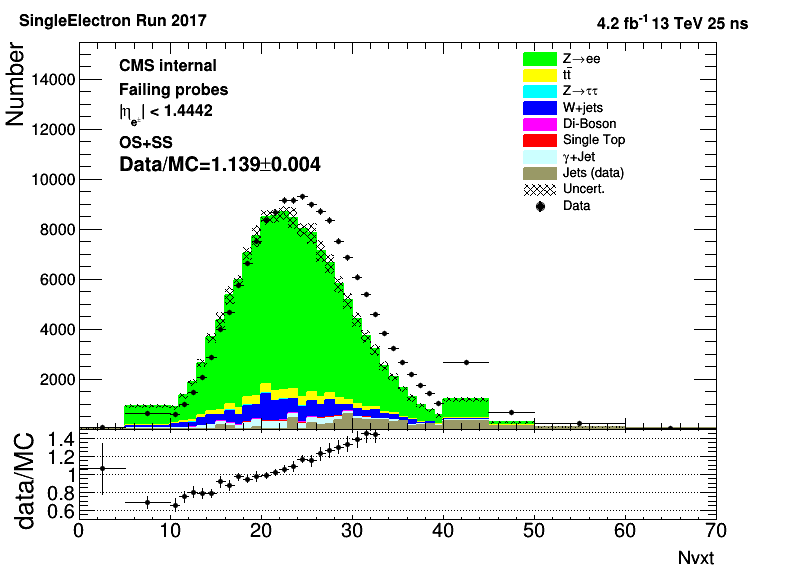 SingleElectron Run 2017
4.2 fb⁻¹ 13 TeV 25 ns
CMS internal
Failing probes
|η_e±| < 1.4442
OS+SS
Data/MC=1.139±0.004
Z→ee
tt̄
Z→ττ
W+jets
Di-Boson
Single Top
γ+Jet
Jets (data)
Uncert.
Data
Number
14000
12000
10000
8000
6000
4000
2000
data/MC
1.4
1.2
1
0.8
0.6
0 10 20 30 40 50 60 70
Nvxt